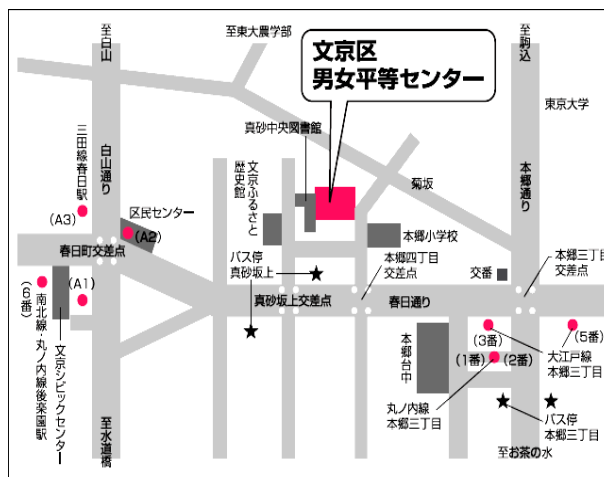 至白山
至東大農学部
文京区
男女平等センター
至駒込
東京大学
三田線春日駅
白山通り
真砂中央図書館
本郷通り
文京ふるさと
歴史館
菊坂
(A3)
区民センター
(A2)
春日町交差点
本郷小学校
バス停
真砂坂上
本郷四丁目
交差点
交番
本郷三丁目
交差点
(6番)
南北線・丸ノ内線後楽園駅
(A1)
文京シビックセンター
真砂坂上交差点
春日通り
本郷台中
(3番)
(5番)
(1番)
(2番)
大江戸線
本郷三丁目
丸ノ内線
本郷三丁目
バス停
本郷三丁目
至水道橋
至お茶の水